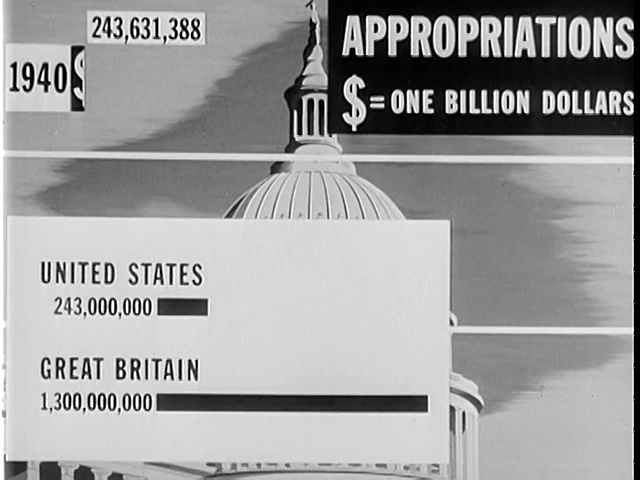 243,631,388
1940 $
APPROPRIATIONS
$ = ONE BILLION DOLLARS
UNITED STATES
243,000,000
GREAT BRITAIN
1,300,000,000